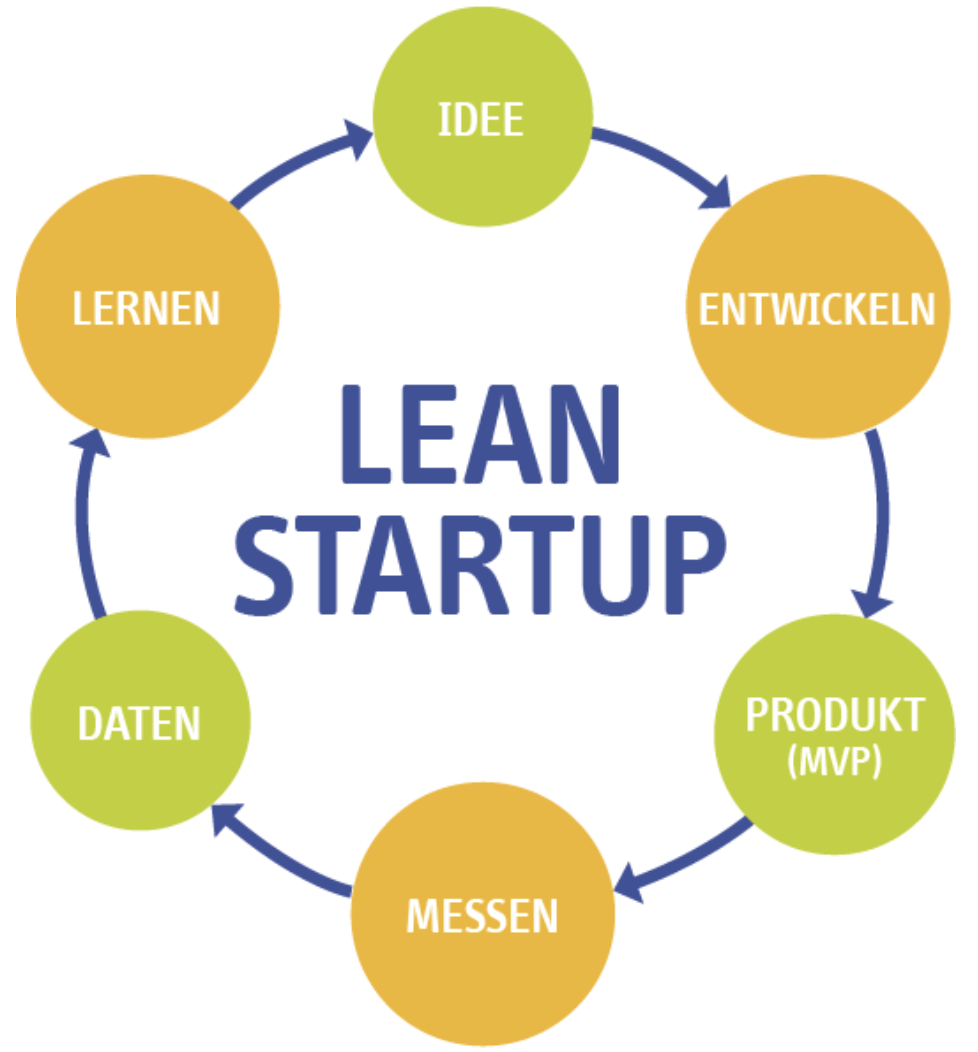 IDEE
ENTWICKELN
PRODUKT
(MVP)
MESSEN
DATEN
LERNEN
LEAN
STARTUP